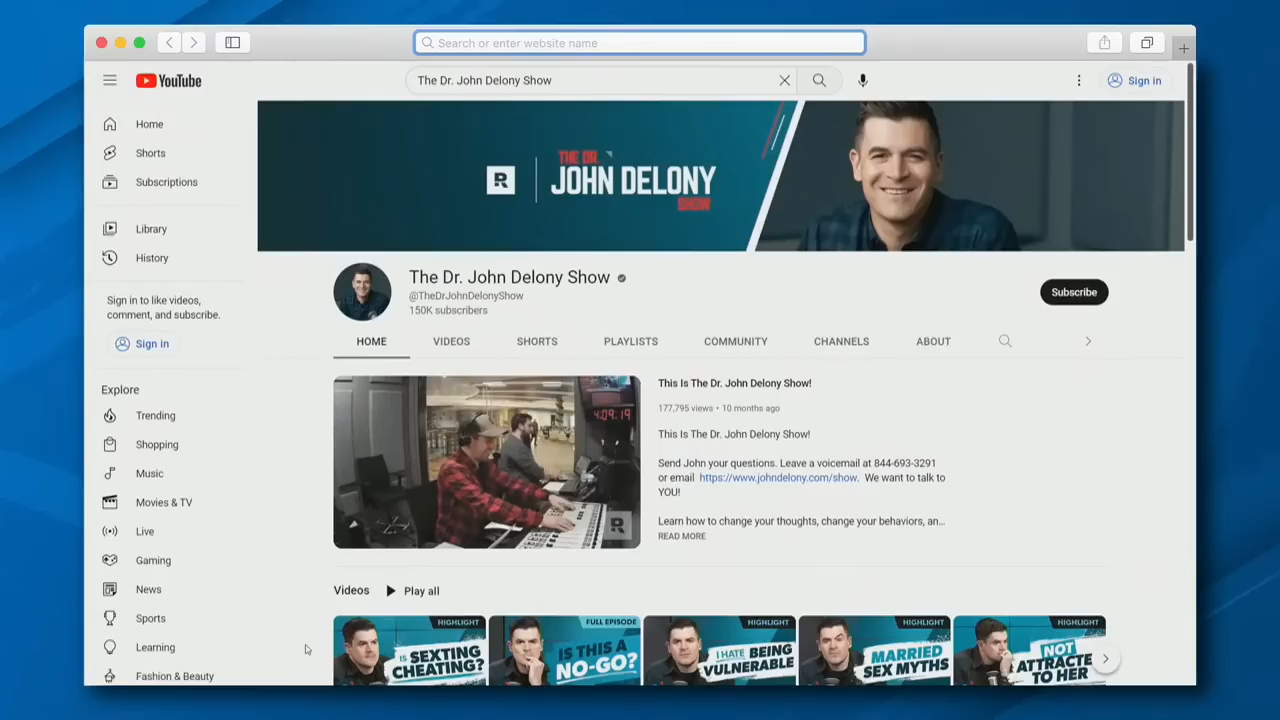 Search or enter website name
YouTube
The Dr. John Delony Show
Sign in
Home
Shorts
Subscriptions
Library
History
Sign in to like videos,
comment, and subscribe.
Sign in
Explore
Trending
Shopping
Music
Movies & TV
Live
Gaming
News
Sports
Learning
Fashion & Beauty
R
THE DR.
JOHN DELONY
SHOW
The Dr. John Delony Show
@TheDrJohnDelonyShow
150K subscribers
Subscribe
HOME
VIDEOS
SHORTS
PLAYLISTS
COMMUNITY
CHANNELS
ABOUT
4:09:19
R
This Is The Dr. John Delony Show!
177,795 views • 10 months ago
This Is The Dr. John Delony Show!
Send John your questions. Leave a voicemail at 844-693-3291
or email https://www.johndelony.com/show. We want to talk to
YOU!
Learn how to change your thoughts, change your behaviors, an...
READ MORE
Videos
Play all
HIGHLIGHT
IS SEXTING
CHEATING?
FULL EPISODE
IS THIS A
NO-GO?
HIGHLIGHT
I HATE BEING
VULNERABLE
HIGHLIGHT
MARRIED
SEX MYTHS
HIGHLIGHT
NOT
ATTRACTE
TO HER